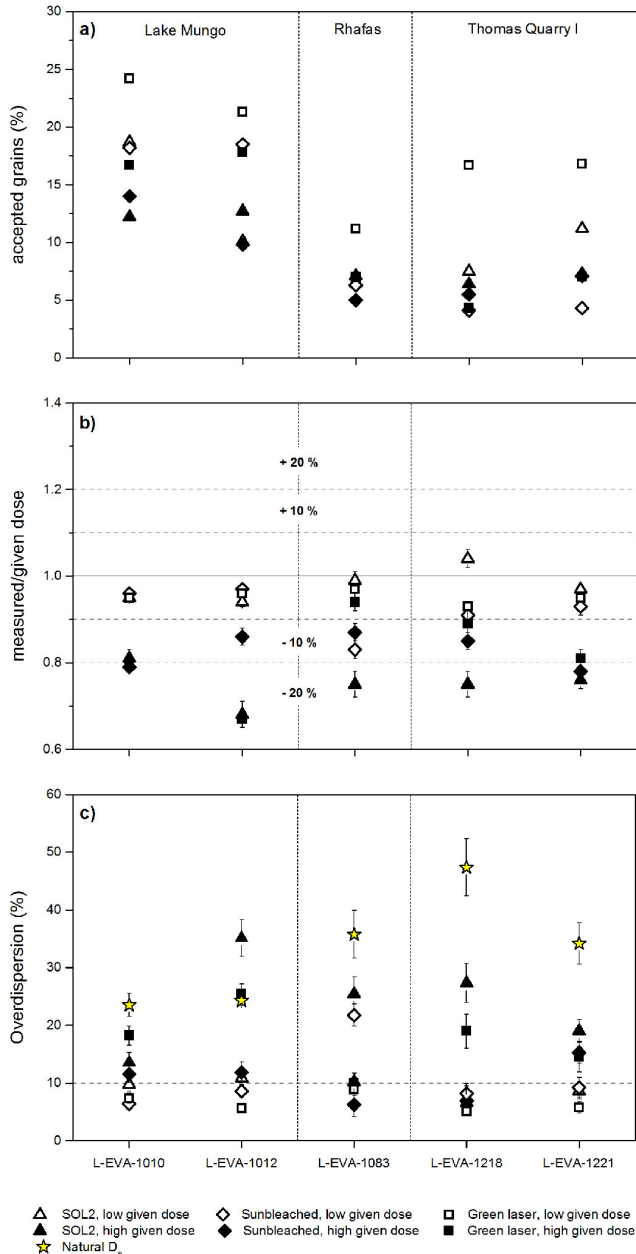 a) Lake Mungo Rhafas Thomas Quarry I
30
25
20
15
10
5
0
accepted grains (%)
b)
1.4
1.2
1.0
0.8
0.6
measured/given dose
+ 20 %
+ 10 %
- 10 %
- 20 %
c)
60
50
40
30
20
10
0
Overdispersion (%)
L-EVA-1010 L-EVA-1012 L-EVA-1083 L-EVA-1218 L-EVA-1221
SOL2, low given dose Sunbleached, low given dose Green laser, low given dose
SOL2, high given dose Sunbleached, high given dose Green laser, high given dose
Natural Dₑ